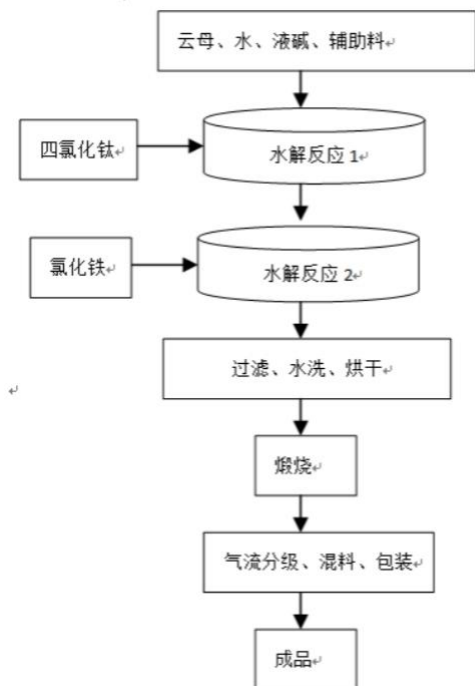 云母、水、液碱、辅助料
四氯化钛
水解反应 1
氯化铁
水解反应 2
过滤、水洗、烘干
煅烧
气流分级、混料、包装
成品